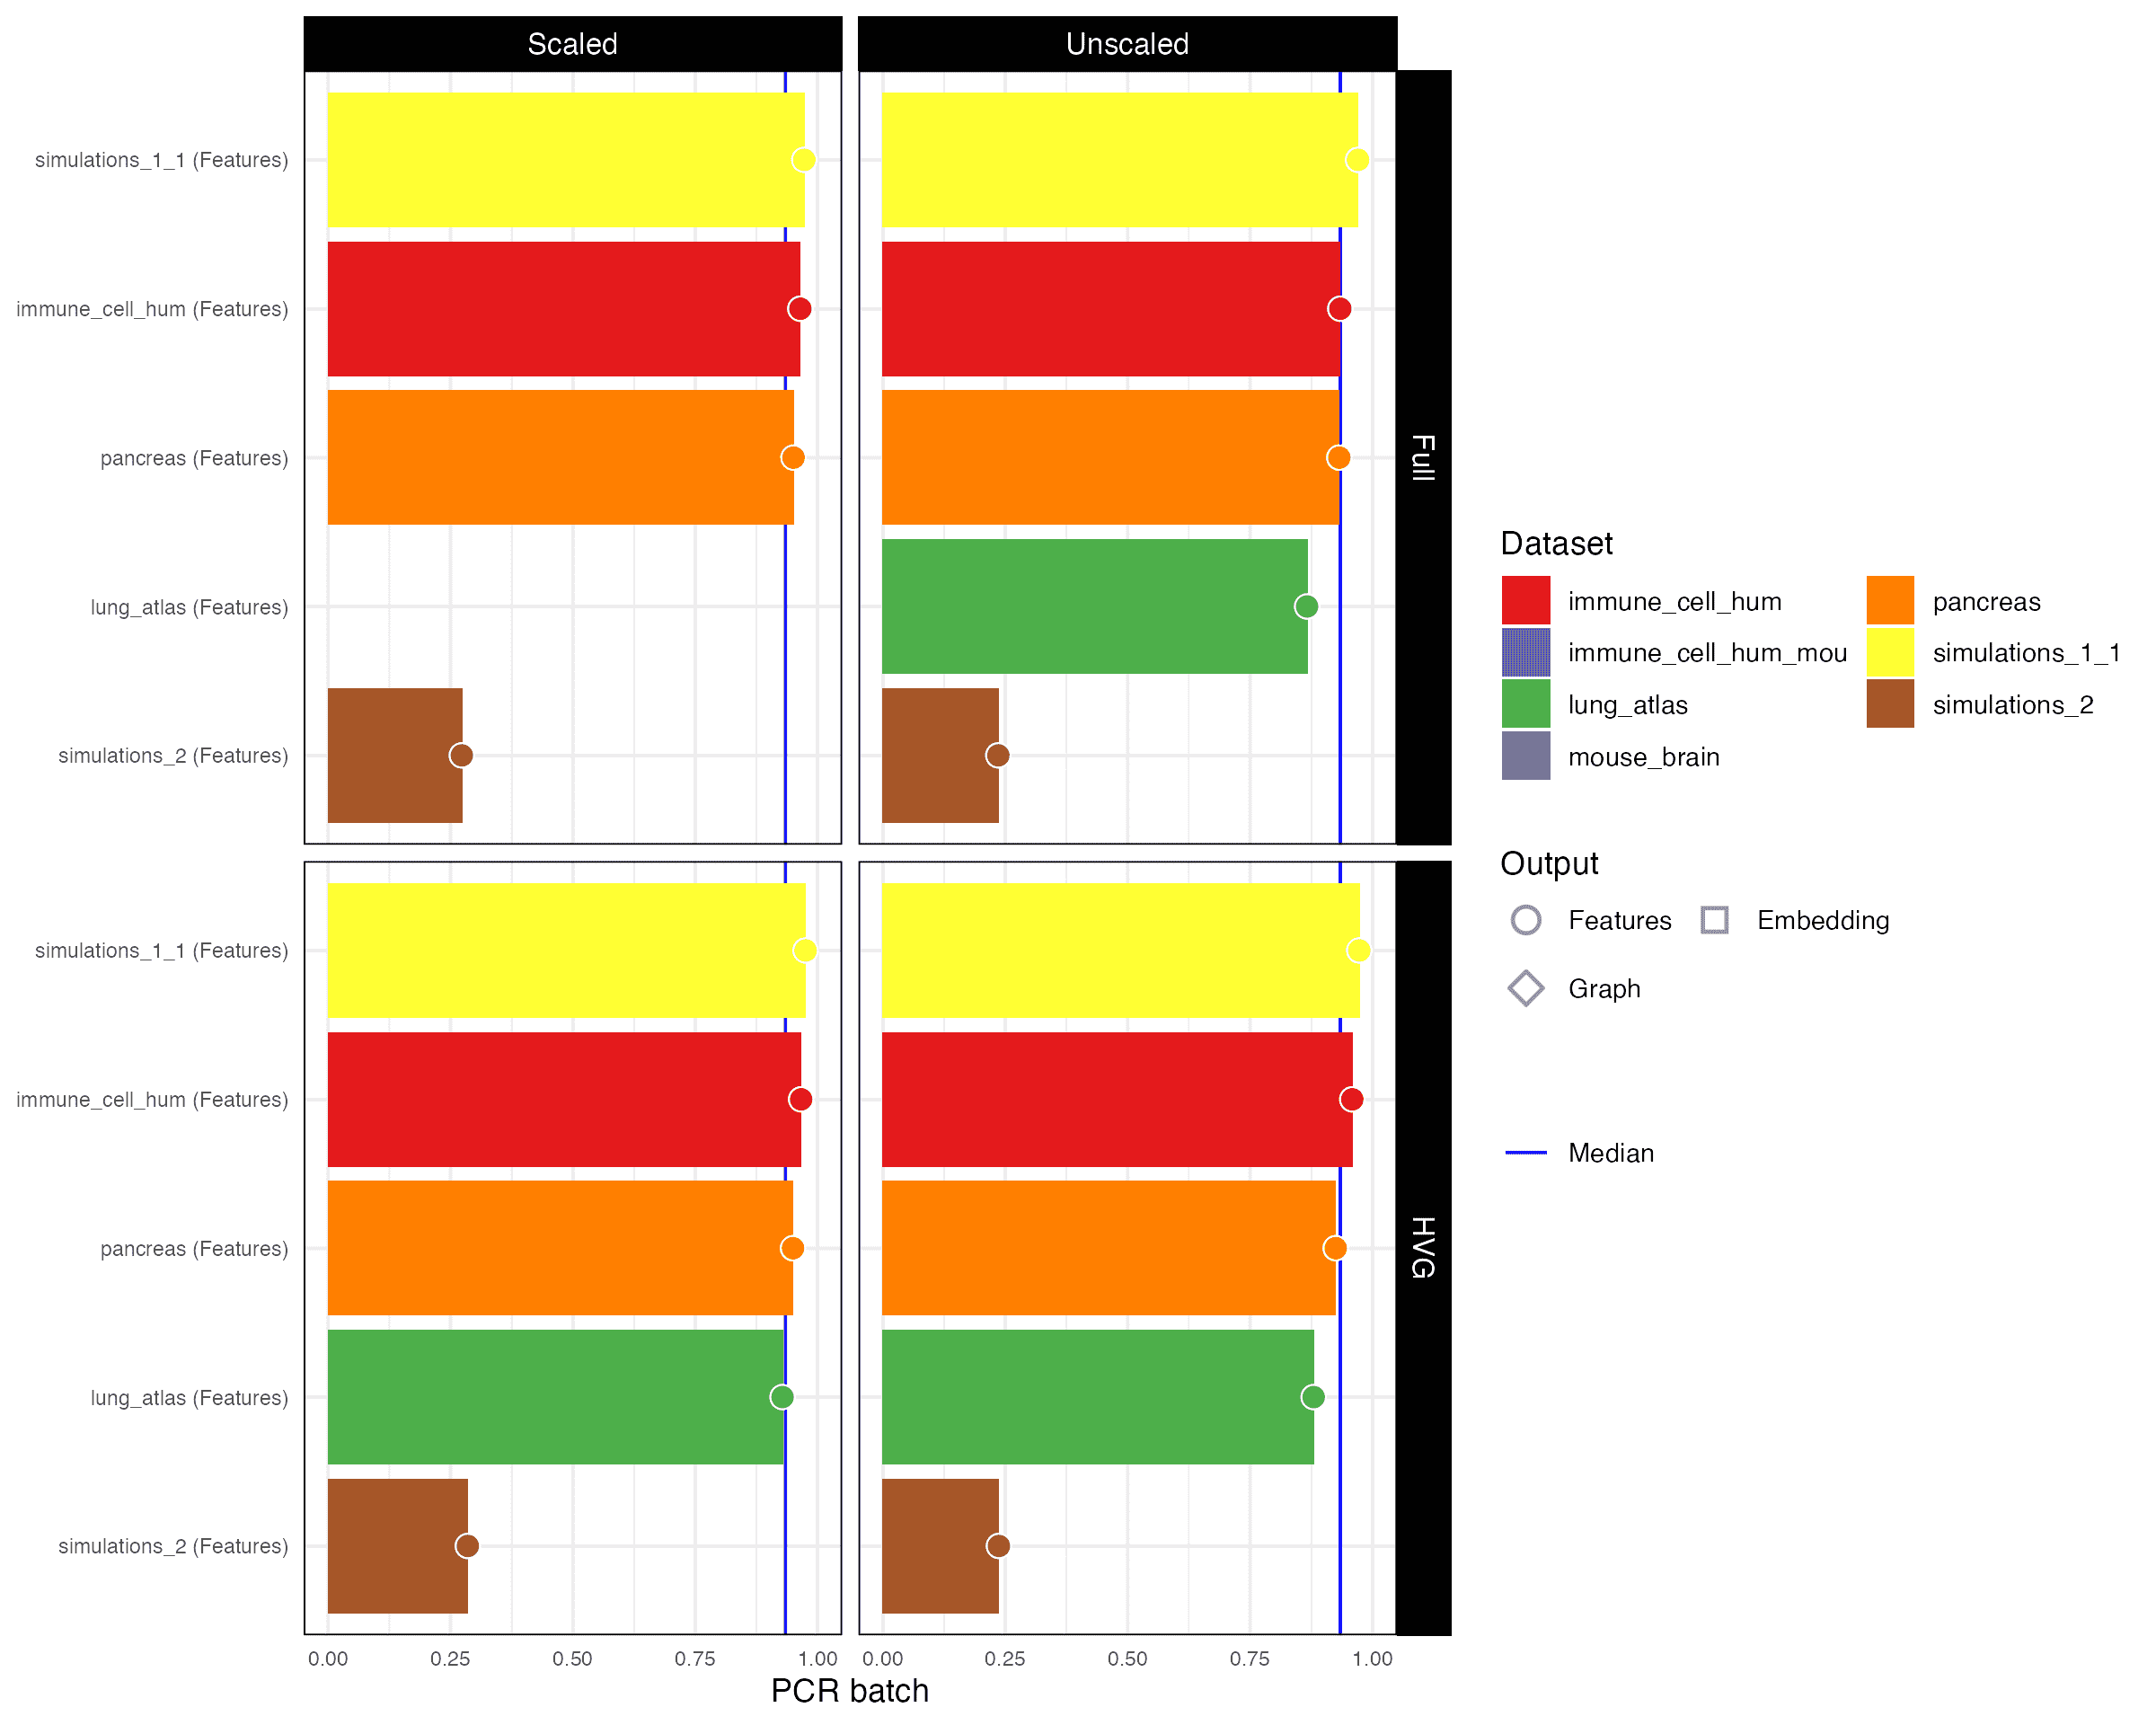 Scaled
Unscaled
simulations_1_1 (Features)
immune_cell_hum (Features)
pancreas (Features)
lung_atlas (Features)
simulations_2 (Features)
Full
simulations_1_1 (Features)
immune_cell_hum (Features)
pancreas (Features)
lung_atlas (Features)
simulations_2 (Features)
HVG
0.00 0.25 0.50 0.75 1.00
0.00 0.25 0.50 0.75 1.00
PCR batch
Dataset
immune_cell_hum
immune_cell_hum_mou
lung_atlas
mouse_brain
pancreas
simulations_1_1
simulations_2
Output
Features
Embedding
Graph
Median